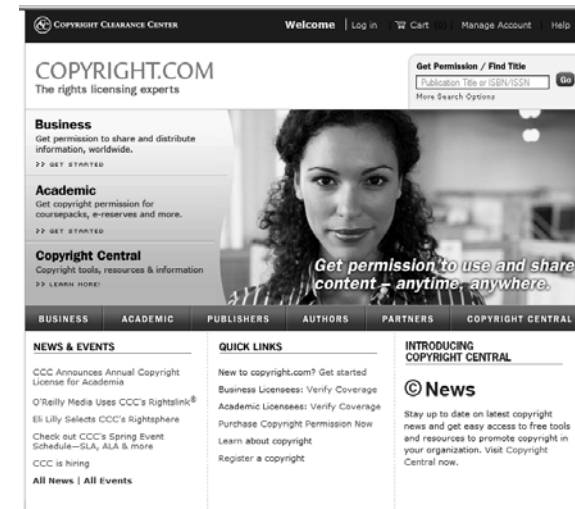 COPYRIGHT CLEARANCE CENTER
Welcome | Log in Cart (0) Manage Account Help
COPYRIGHT.COM
The rights licensing experts
Get Permission / Find Title
Publication Title or ISBN/ISSN Go
More Search Options
Business
Get permission to share and distribute
information, worldwide.
>> GET STARTED
Academic
Get copyright permission for
coursepacks, e-reserves and more.
>> GET STARTED
Copyright Central
Copyright tools, resources & information
>> LEARN MORE!
Get permission to use and share
content – anytime, anywhere.
BUSINESS ACADEMIC PUBLISHERS AUTHORS PARTNERS COPYRIGHT CENTRAL
NEWS & EVENTS
CCC Announces Annual Copyright
License for Academia
O'Reilly Media Uses CCC's Rightslink®
Eli Lilly Selects CCC's Rightsphere
Check out CCC's Spring Event
Schedule—SLA, ALA & more
CCC is hiring
All News | All Events
QUICK LINKS
New to copyright.com? Get started
Business Licensees: Verify Coverage
Academic Licensees: Verify Coverage
Purchase Copyright Permission Now
Learn about copyright
Register a copyright
INTRODUCING
COPYRIGHT CENTRAL
© News
Stay up to date on latest copyright
news and get easy access to free tools
and resources to promote copyright in
your organization. Visit Copyright
Central now.